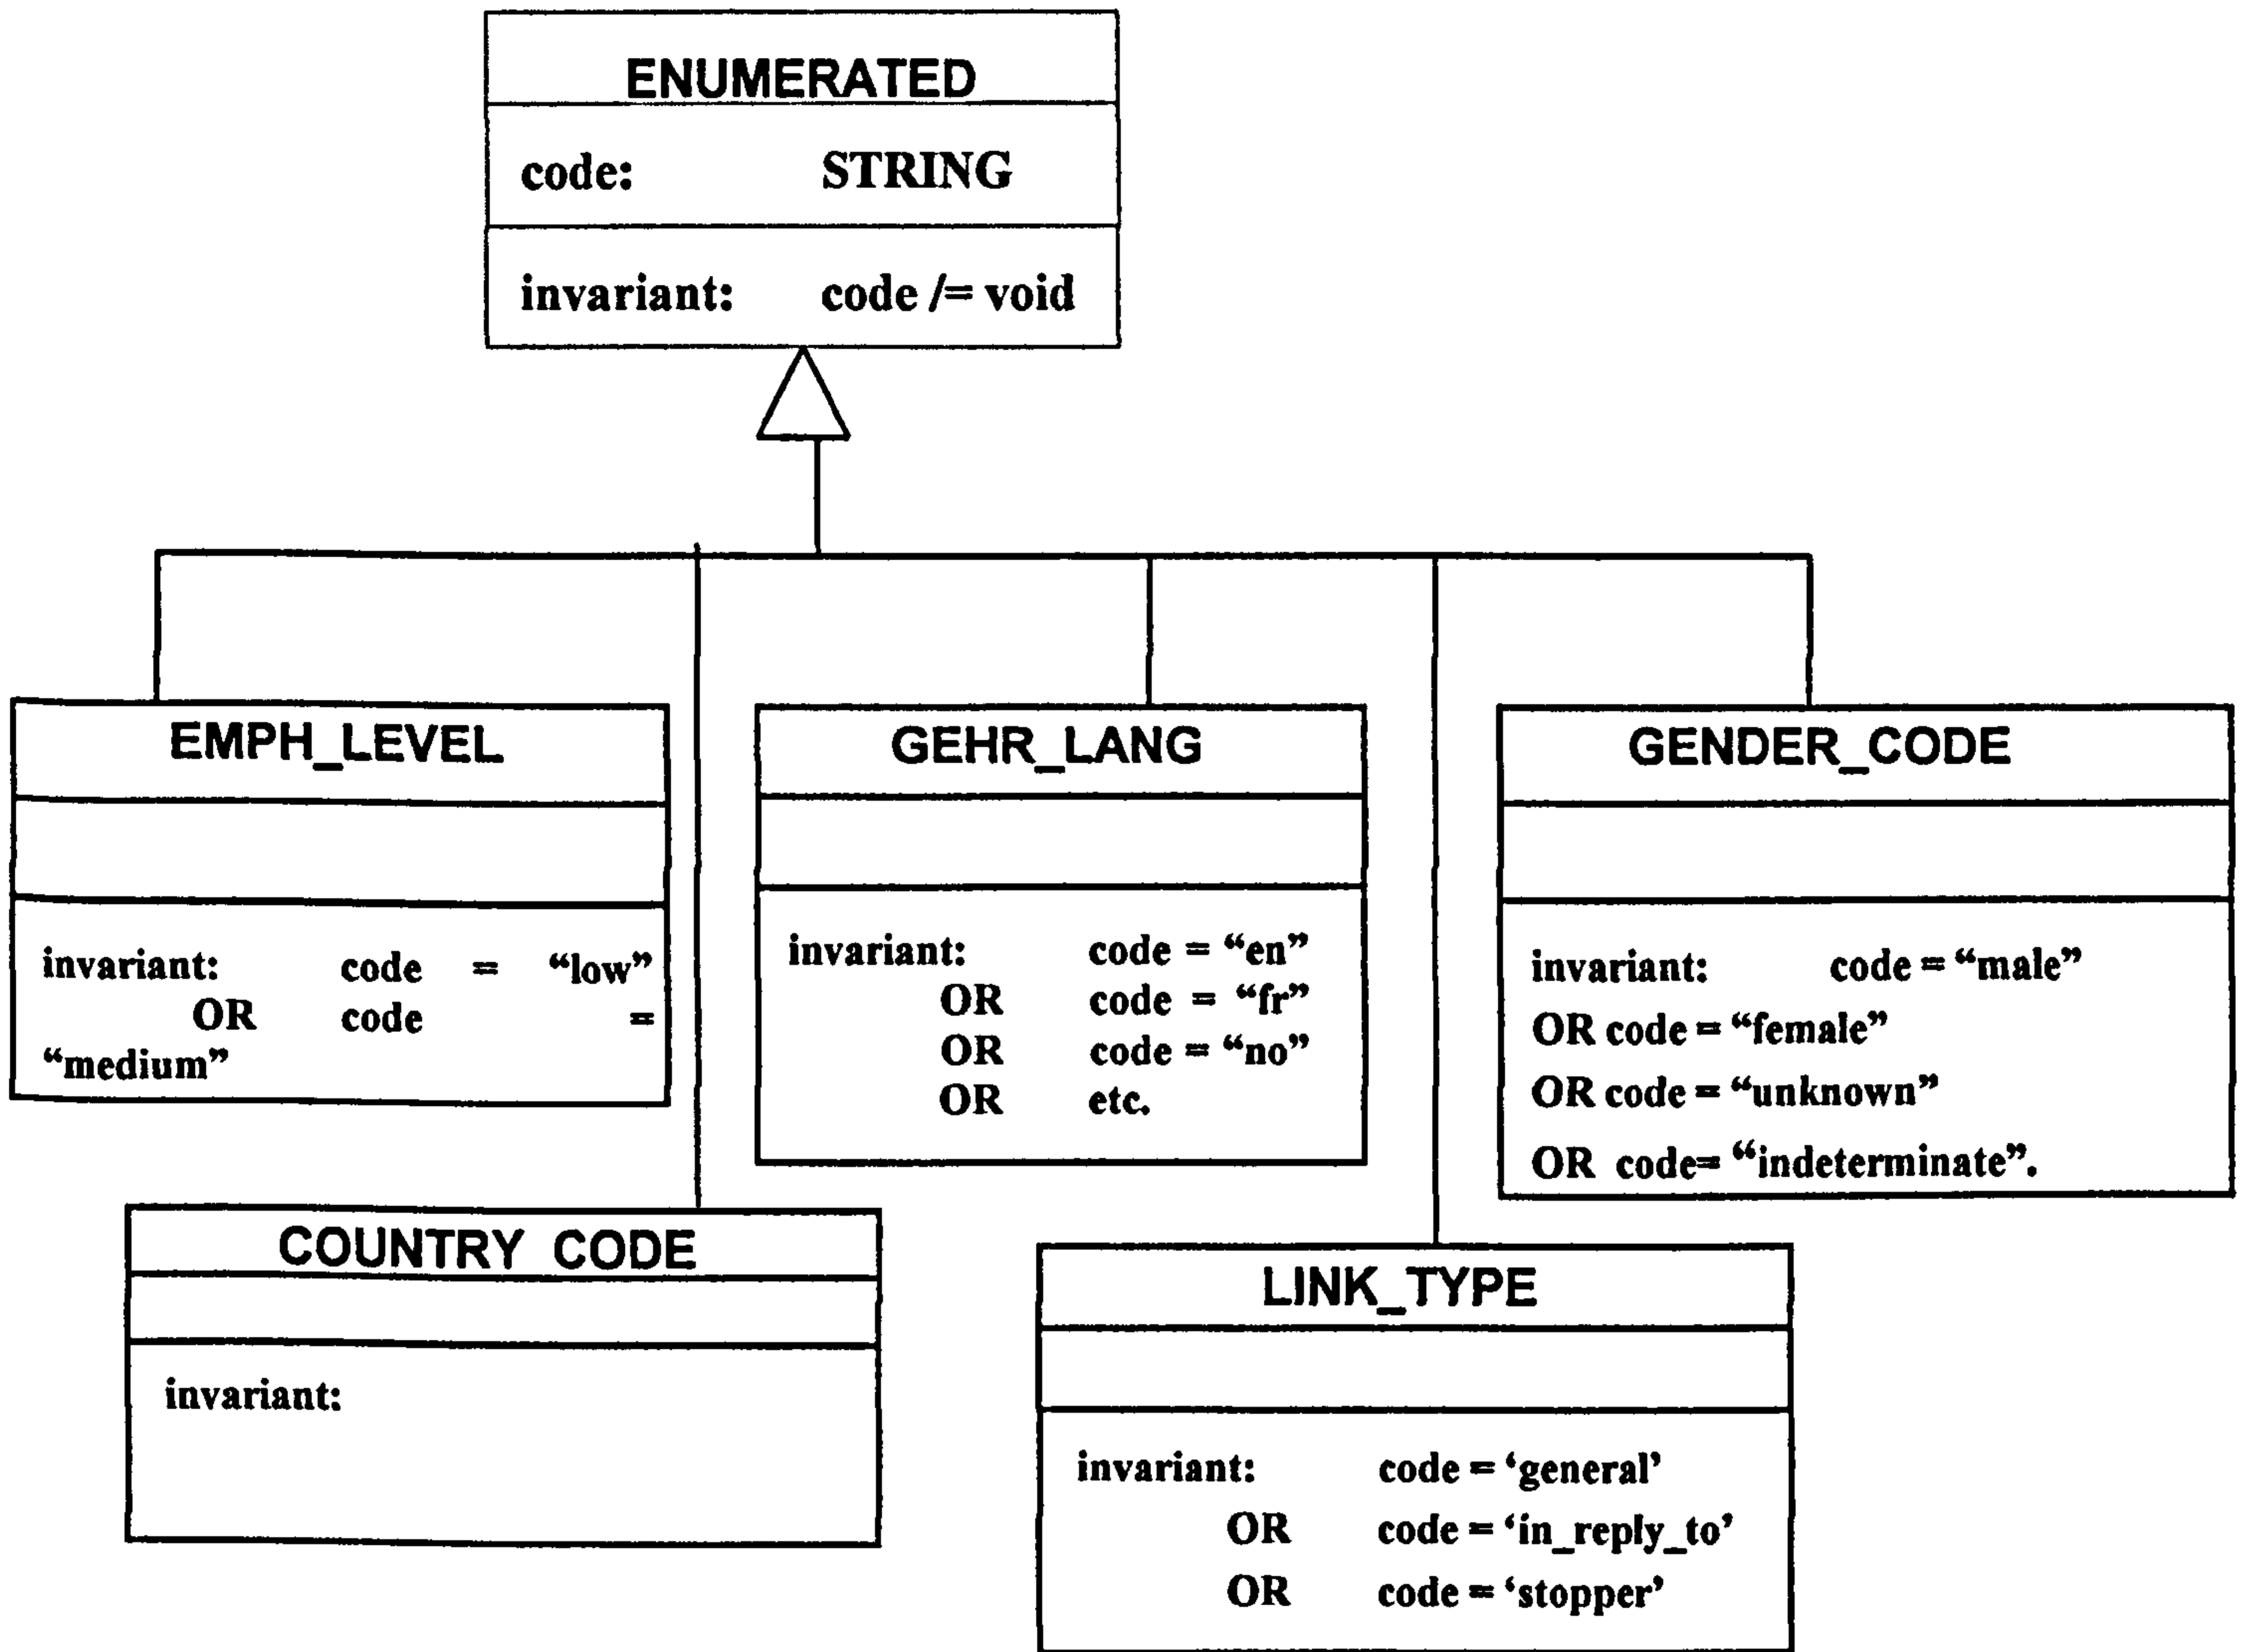 ENUMERATED
code: STRING
invariant: code /= void
EMPH_LEVEL
invariant: code = “low”
OR code =
“medium”
GEHR_LANG
invariant: code = “en”
OR code = “fr”
OR code = “no”
OR etc.
GENDER_CODE
invariant: code = “male”
OR code = “female”
OR code = “unknown”
OR code= “indeterminate”.
COUNTRY CODE
invariant:
LINK_TYPE
invariant: code = ‘general’
OR code = ‘in_reply_to’
OR code = ‘stopper’